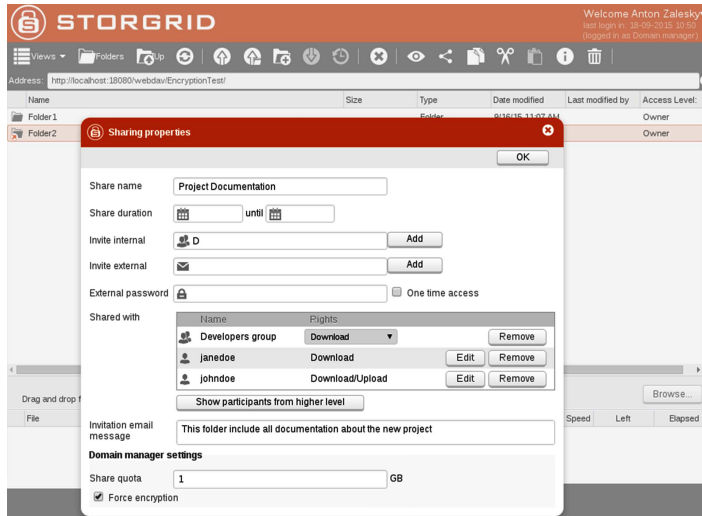 STORGRID
Welcome Anton Zalesky
last login in: 18-09-2015 10:50
(logged in as Domain manager)
Views Folders Up
Address: http://localhost:18080/webdav/EncryptionTest/
Name Size Type Date modified Last modified by Access Level:
Folder1 Folder 9/16/15 11:07 AM Owner
Folder2 Owner
Sharing properties
OK
Share name Project Documentation
Share duration until
Invite internal D Add
Invite external Add
External password One time access
Shared with Name Rights
Developers group Download Remove
janedoe Download Edit Remove
johndoe Download/Upload Edit Remove
Show participants from higher level
Drag and drop f Browse...
File Speed Left Elapsed
Invitation email
message
This folder include all documentation about the new project
Domain manager settings
Share quota 1 GB
Force encryption